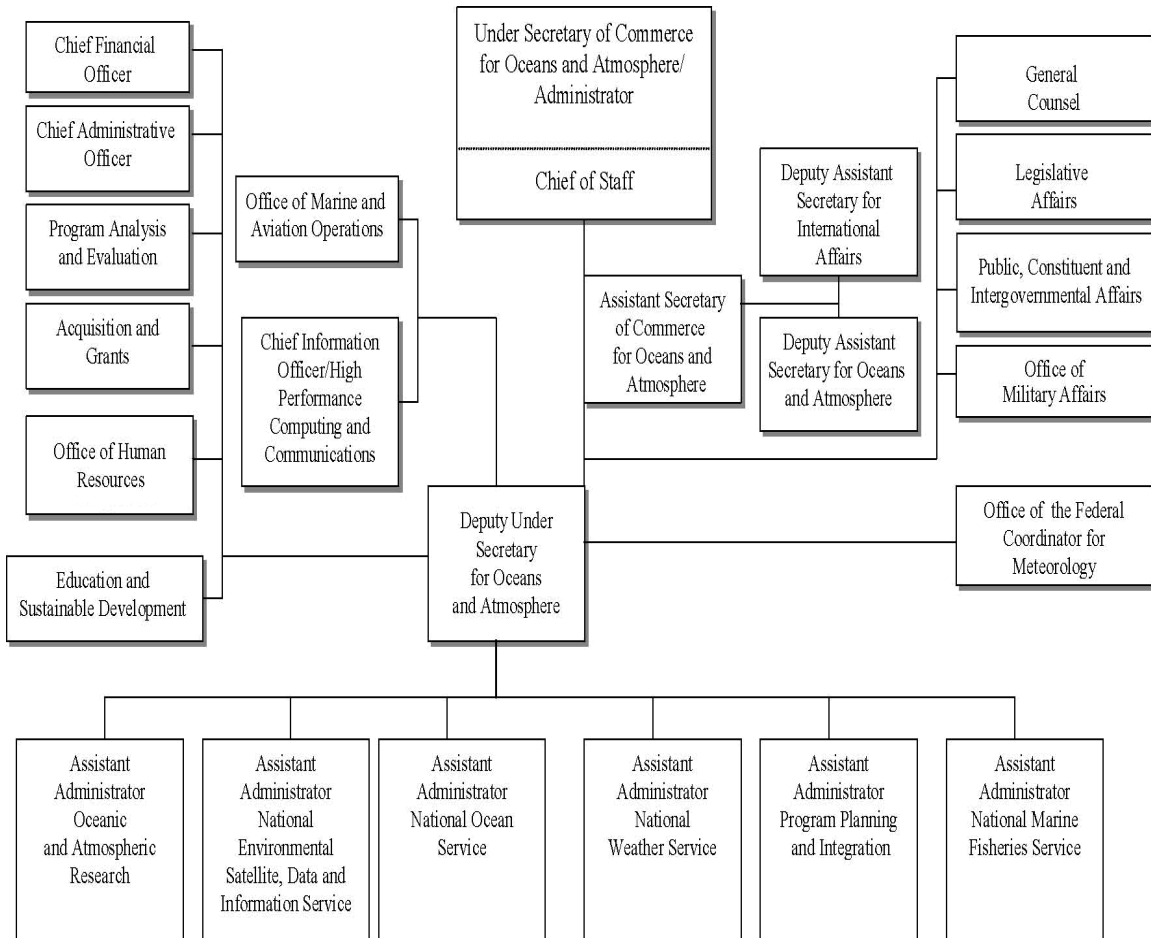 Under Secretary of Commerce
for Oceans and Atmosphere/
Administrator
Chief of Staff
Chief Financial
Officer
Chief Administrative
Officer
Program Analysis
and Evaluation
Acquisition and
Grants
Office of Human
Resources
Education and
Sustainable Development
Office of Marine and
Aviation Operations
Chief Information
Officer/High
Performance
Computing and
Communications
Assistant Secretary
of Commerce
for Oceans and
Atmosphere
Deputy Assistant
Secretary for
International
Affairs
Deputy Assistant
Secretary for Oceans
and Atmosphere
General
Counsel
Legislative
Affairs
Public, Constituent and
Intergovernmental Affairs
Office of
Military Affairs
Deputy Under
Secretary
for Oceans
and Atmosphere
Office of the Federal
Coordinator for
Meteorology
Assistant
Administrator
Oceanic
and Atmospheric
Research
Assistant
Administrator
National
Environmental
Satellite, Data and
Information Service
Assistant
Administrator
National Ocean
Service
Assistant
Administrator
National
Weather Service
Assistant
Administrator
Program Planning
and Integration
Assistant
Administrator
National Marine
Fisheries Service